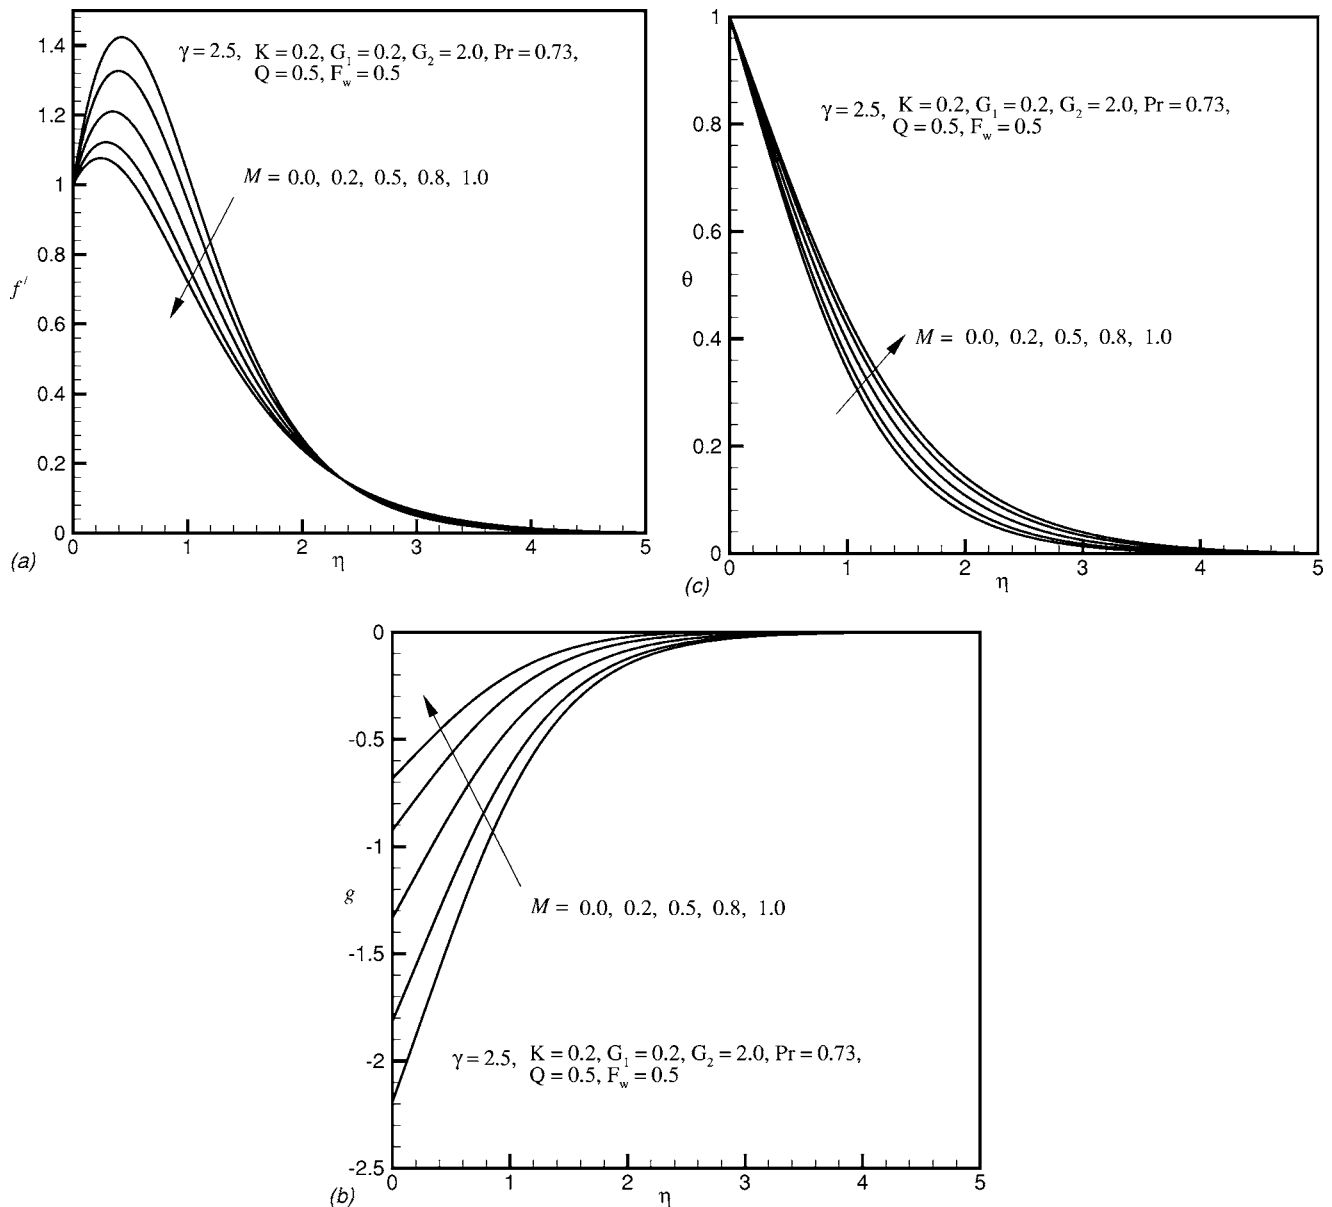 1.4
1.2
1
0.8
0.6
0.4
0.2
0
f′
γ = 2.5, K = 0.2, G₁ = 0.2, G₂ = 2.0, Pr = 0.73,
Q = 0.5, F_w = 0.5
M = 0.0, 0.2, 0.5, 0.8, 1.0
0 1 2 3 4 5
(a) η
1
0.8
0.6
0.4
0.2
0
θ
γ = 2.5, K = 0.2, G₁ = 0.2, G₂ = 2.0, Pr = 0.73,
Q = 0.5, F_w = 0.5
M = 0.0, 0.2, 0.5, 0.8, 1.0
0 1 2 3 4 5
(c) η
0
-0.5
-1
-1.5
-2
-2.5
g
M = 0.0, 0.2, 0.5, 0.8, 1.0
γ = 2.5, K = 0.2, G₁ = 0.2, G₂ = 2.0, Pr = 0.73,
Q = 0.5, F_w = 0.5
0 1 2 3 4 5
(b) η